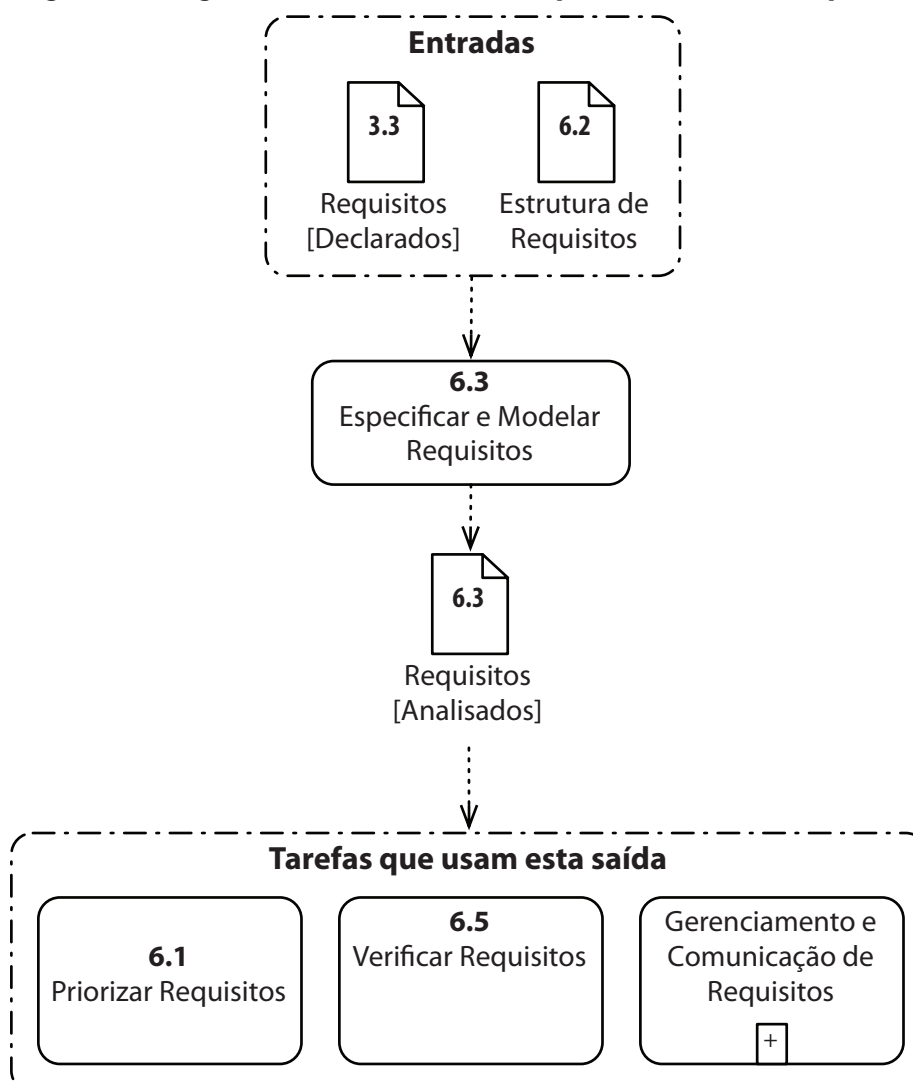 Entradas
3.3
6.2
Requisitos
[Declarados]
Estrutura de
Requisitos
6.3
Especificar e Modelar
Requisitos
6.3
Requisitos
[Analisados]
Tarefas que usam esta saída
6.1
Priorizar Requisitos
6.5
Verificar Requisitos
Gerenciamento e
Comunicação de
Requisitos
+